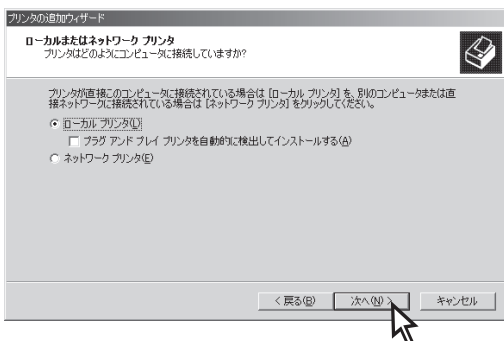 プリンタの追加ウィザード
ローカルまたはネットワーク プリンタ
プリンタはどのようにコンピュータに接続していますか?
プリンタが直接このコンピュータに接続されている場合は [ローカル プリンタ] を、別のコンピュータまたは直
接ネットワークに接続されている場合は [ネットワーク プリンタ] をクリックしてください。
ローカル プリンタ(L)
プラグ アンド プレイ プリンタを自動的に検出してインストールする(A)
ネットワーク プリンタ(E)
< 戻る(B) 次へ(N) > キャンセル